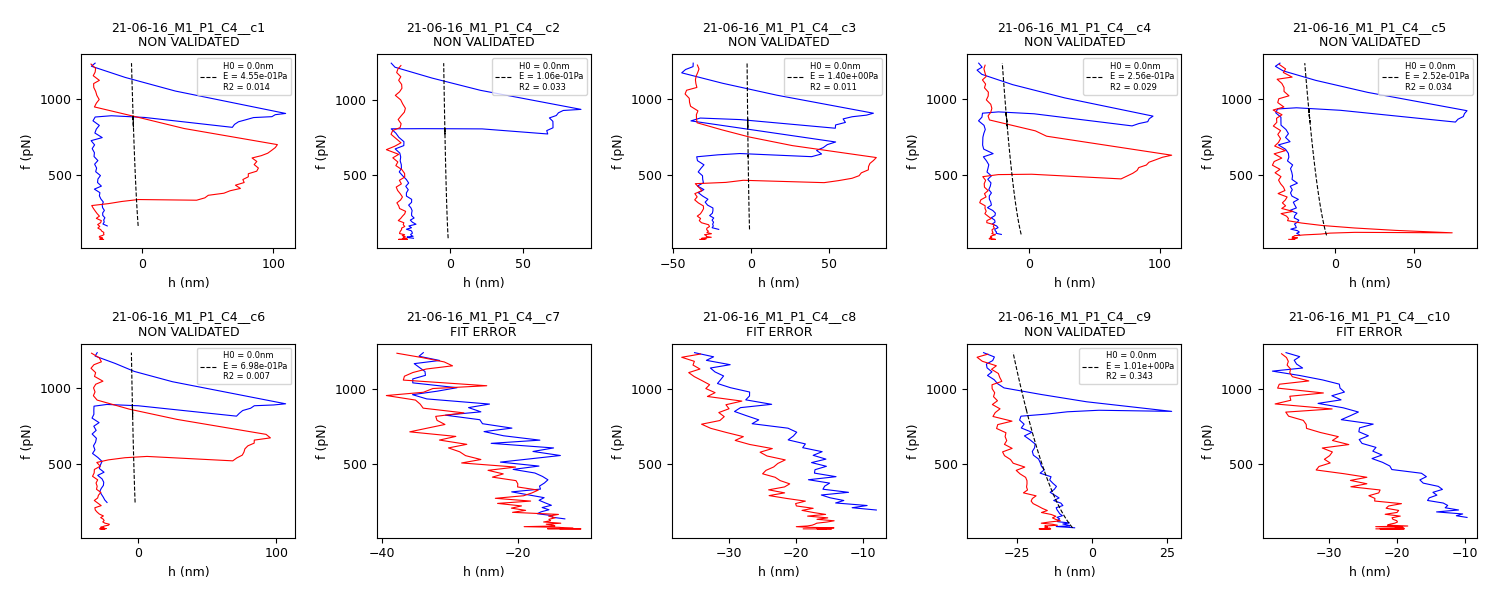 21-06-16_M1_P1_C4__c1
NON VALIDATED
H0 = 0.0nm
E = 4.55e-01Pa
R2 = 0.014
1000
500
f (pN)
0
100
h (nm)
21-06-16_M1_P1_C4__c2
NON VALIDATED
H0 = 0.0nm
E = 1.06e-01Pa
R2 = 0.033
1000
500
f (pN)
0
50
h (nm)
21-06-16_M1_P1_C4__c3
NON VALIDATED
H0 = 0.0nm
E = 1.40e+00Pa
R2 = 0.011
1000
500
f (pN)
−50
0
50
h (nm)
21-06-16_M1_P1_C4__c4
NON VALIDATED
H0 = 0.0nm
E = 2.56e-01Pa
R2 = 0.029
1000
500
f (pN)
0
100
h (nm)
21-06-16_M1_P1_C4__c5
NON VALIDATED
H0 = 0.0nm
E = 2.52e-01Pa
R2 = 0.034
1000
500
f (pN)
0
50
h (nm)
21-06-16_M1_P1_C4__c6
NON VALIDATED
H0 = 0.0nm
E = 6.98e-01Pa
R2 = 0.007
1000
500
f (pN)
0
100
h (nm)
21-06-16_M1_P1_C4__c7
FIT ERROR
1000
500
f (pN)
−40
−20
h (nm)
21-06-16_M1_P1_C4__c8
FIT ERROR
1000
500
f (pN)
−30
−20
−10
h (nm)
21-06-16_M1_P1_C4__c9
NON VALIDATED
H0 = 0.0nm
E = 1.01e+00Pa
R2 = 0.343
1000
500
f (pN)
−25
0
25
h (nm)
21-06-16_M1_P1_C4__c10
FIT ERROR
1000
500
f (pN)
−30
−20
−10
h (nm)